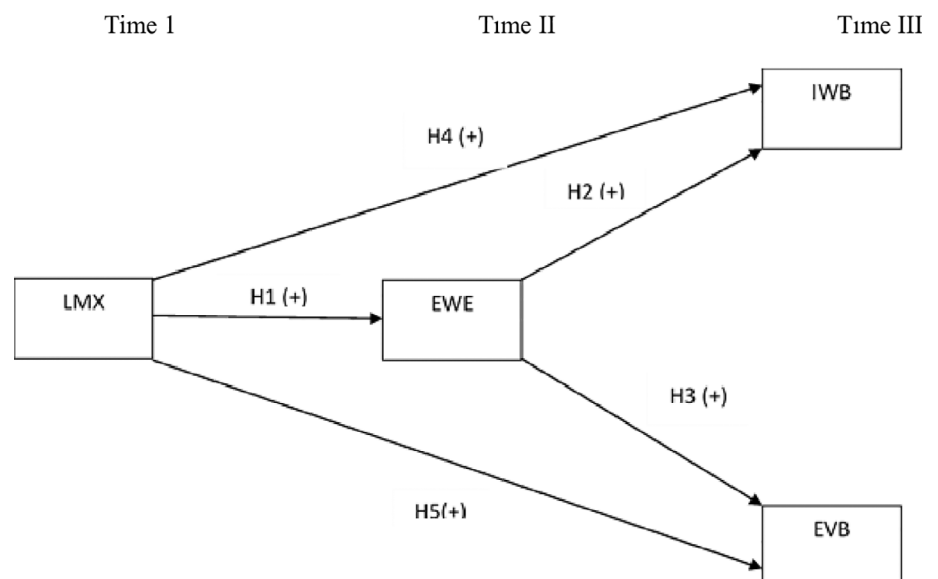 Time 1
Tıme II
Tıme III
IWB
H4 (+)
H2 (+)
LMX
H1 (+)
EWE
H3 (+)
H5(+)
EVB